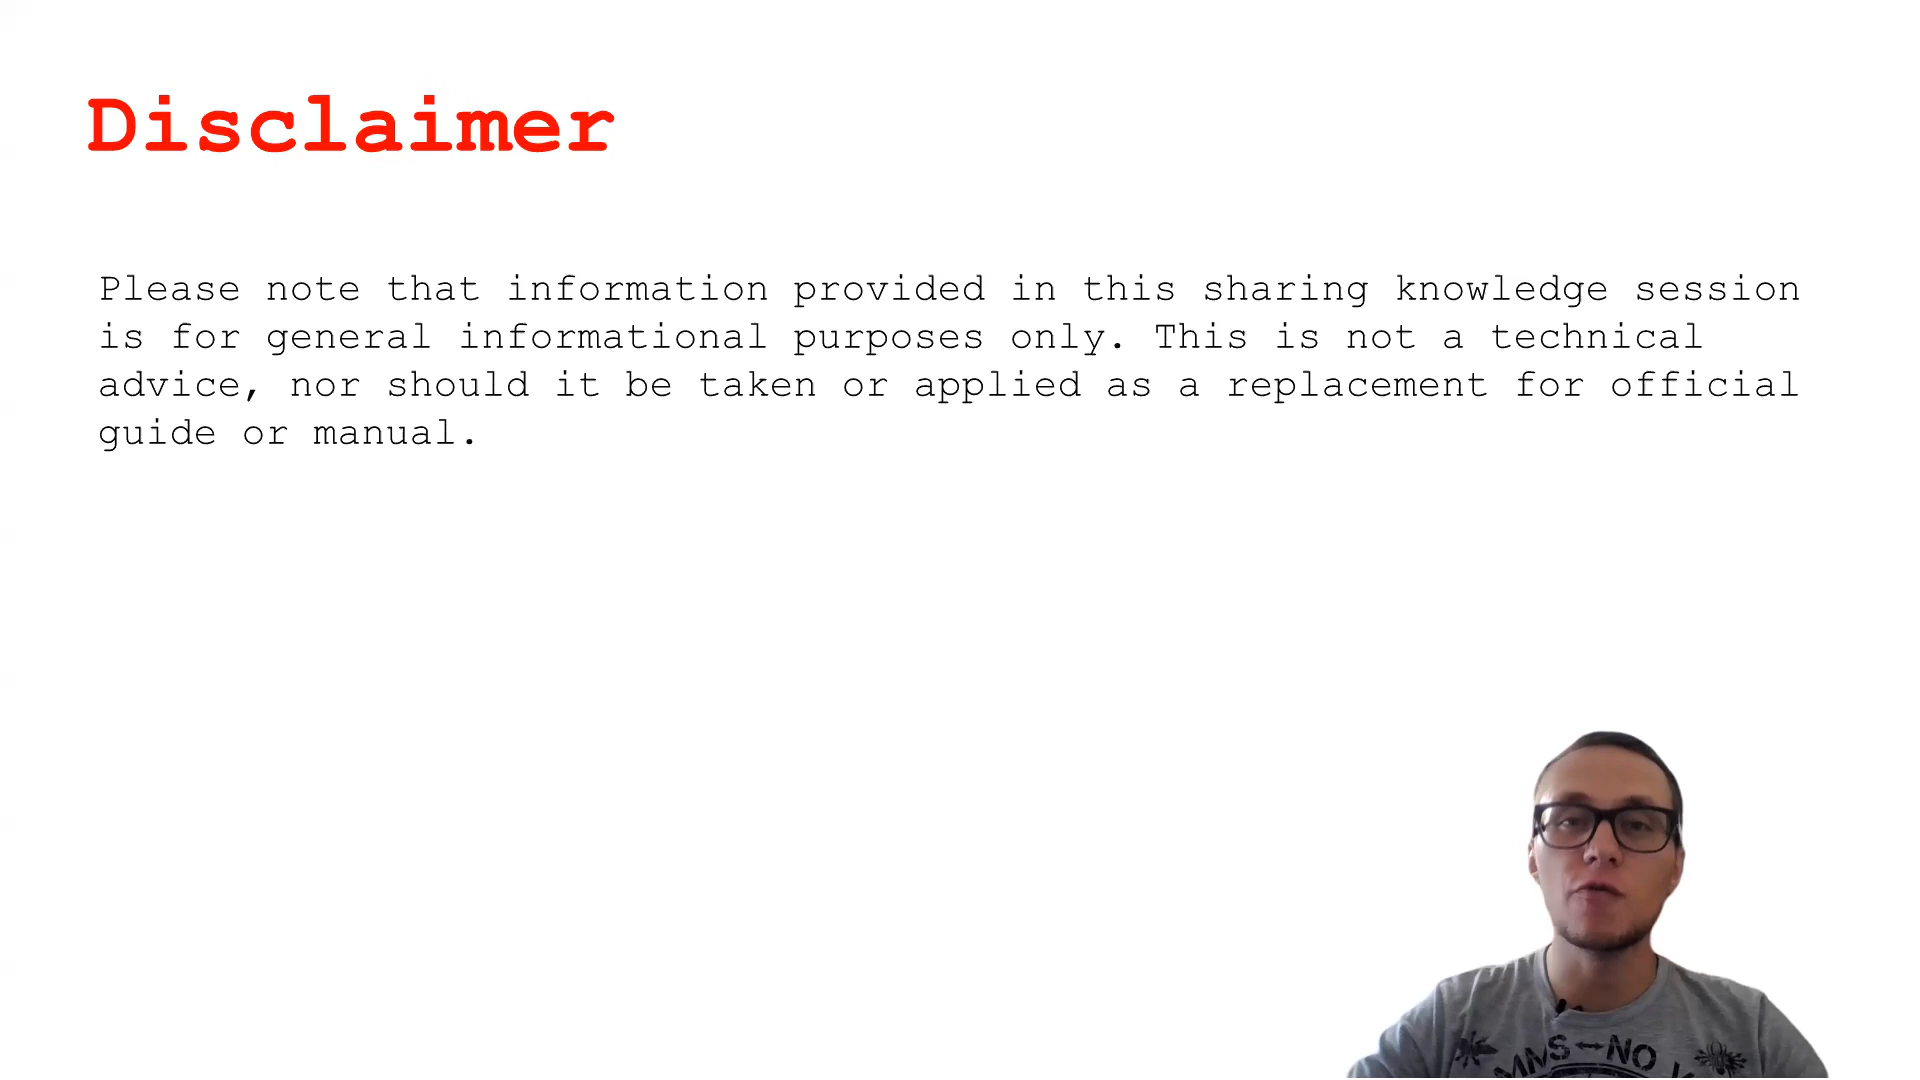 Disclaimer
Please note that information provided in this sharing knowledge session
is for general informational purposes only. This is not a technical
advice, nor should it be taken or applied as a replacement for official
guide or manual.
NO